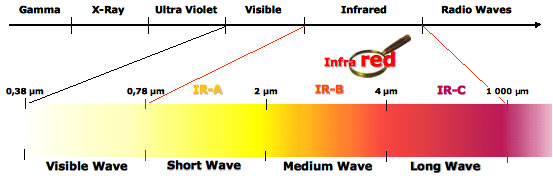 Gamma X-Ray Ultra Violet Visible Infrared Radio Waves
Infra red
0,38 µm 0,78 µm IR-A 2 µm IR-B 4 µm IR-C 1 000 µm
Visible Wave Short Wave Medium Wave Long Wave